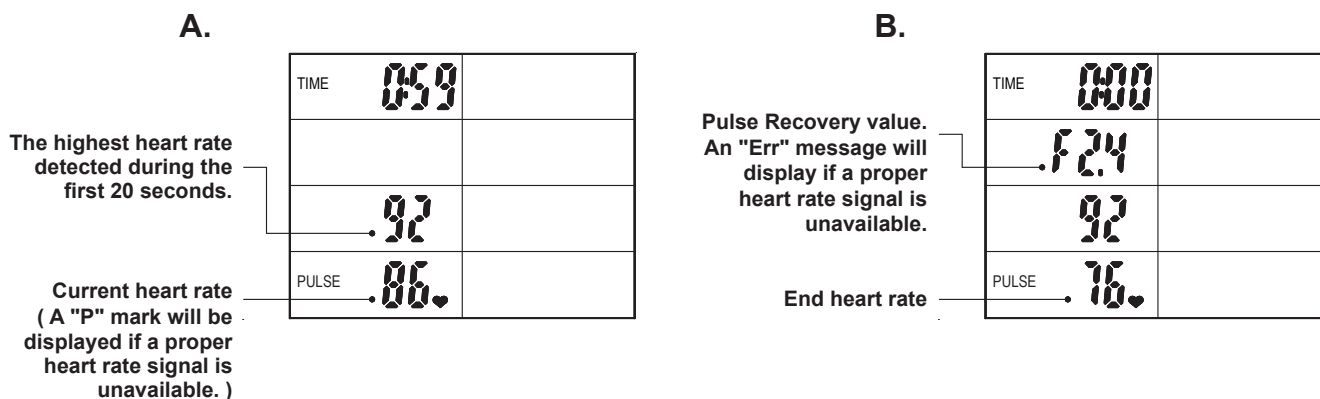 A.
TIME 0:59
The highest heart rate
detected during the
first 20 seconds.
92
PULSE 86
Current heart rate
( A "P" mark will be
displayed if a proper
heart rate signal is
unavailable. )
B.
TIME 0:00
Pulse Recovery value.
An "Err" message will
display if a proper
heart rate signal is
unavailable.
F2.4
92
PULSE 76
End heart rate